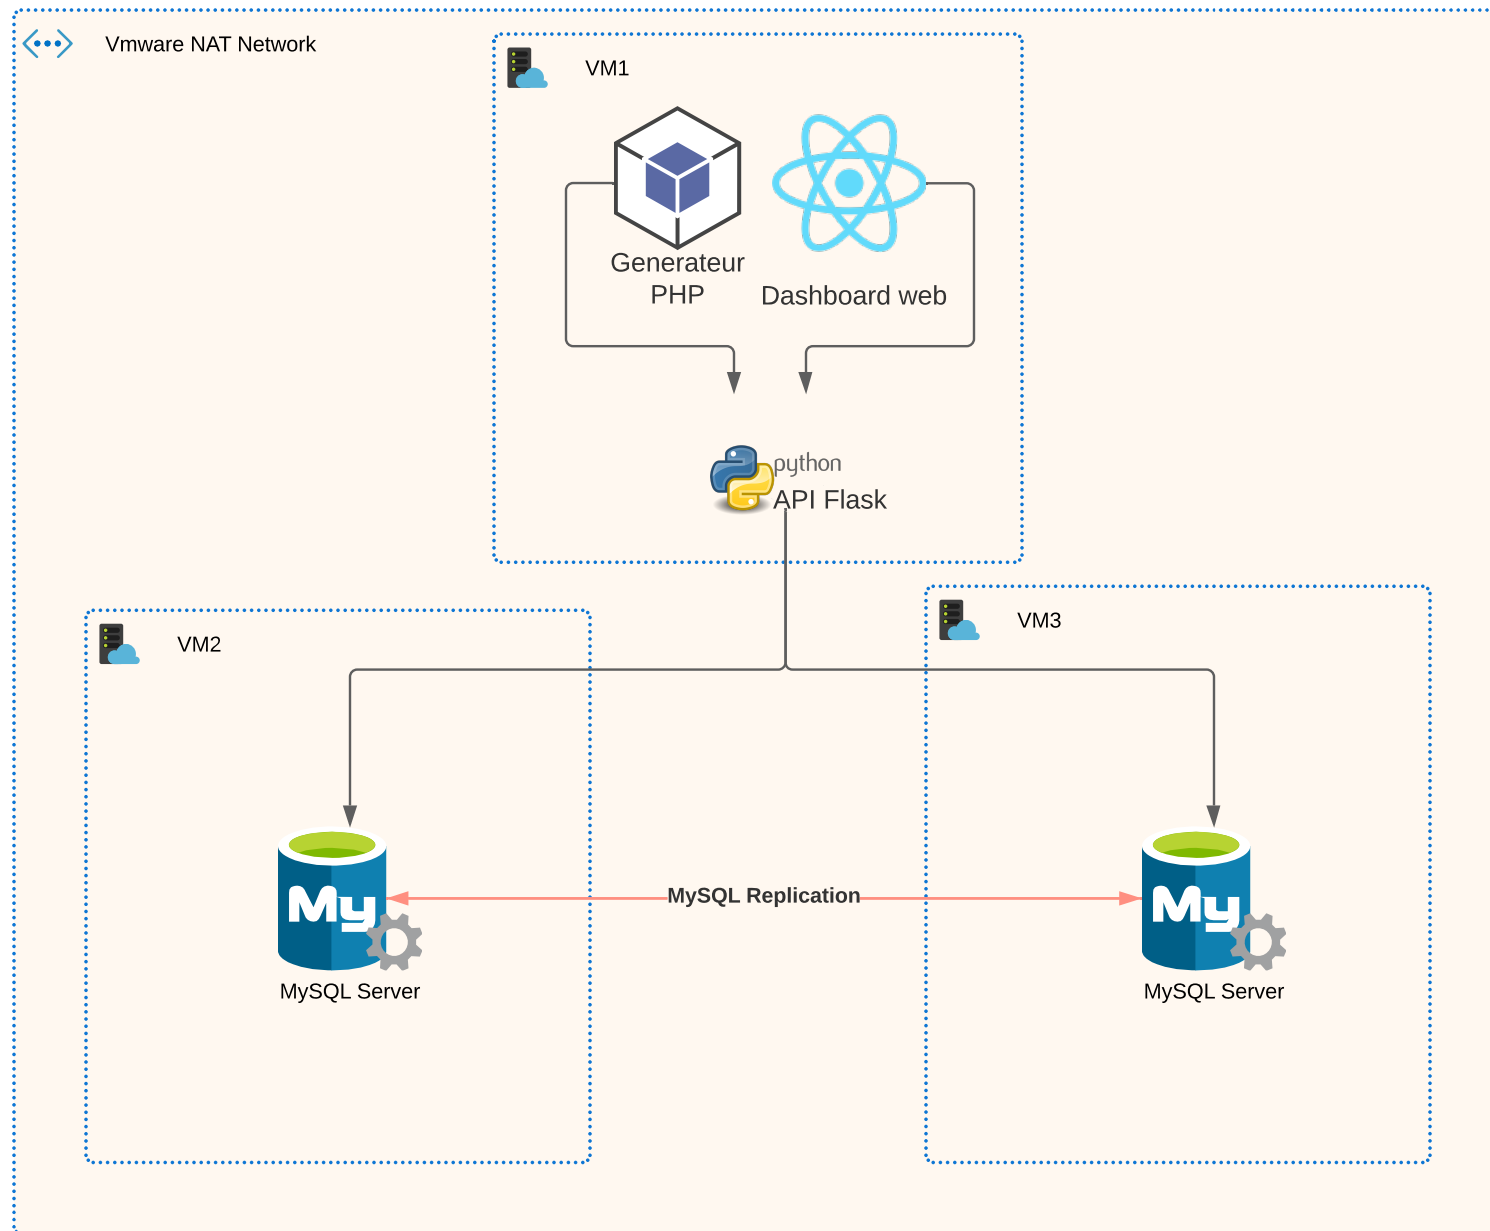 Vmware NAT Network
VM1
Generateur
PHP
Dashboard web
python
API Flask
VM2
VM3
My
MySQL Replication
My
MySQL Server
MySQL Server